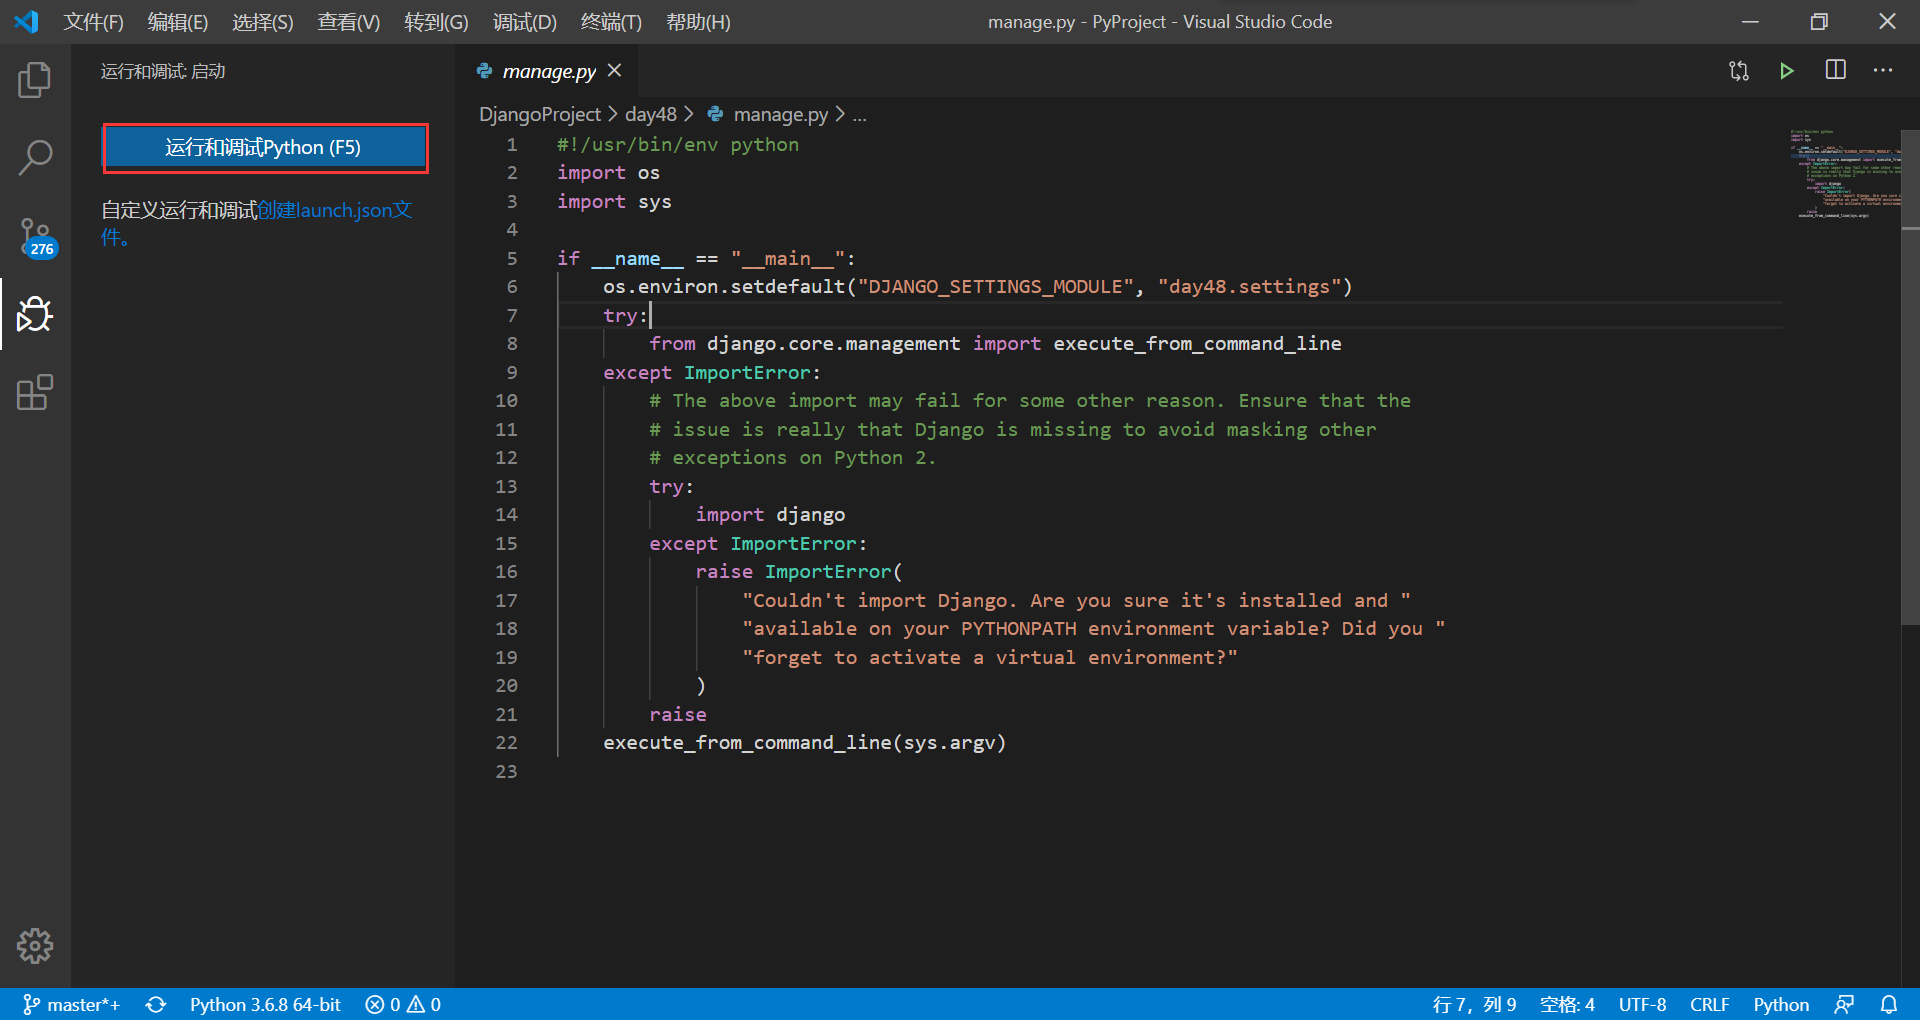 文件(F) 编辑(E) 选择(S) 查看(V) 转到(G) 调试(D) 终端(T) 帮助(H) manage.py - PyProject - Visual Studio Code
运行和调试: 启动
运行和调试Python (F5)
自定义运行和调试创建launch.json文
件。
276
manage.py
DjangoProject > day48 > manage.py > ...
1 #!/usr/bin/env python
2 import os
3 import sys
4
5 if __name__ == "__main__":
6     os.environ.setdefault("DJANGO_SETTINGS_MODULE", "day48.settings")
7     try:
8         from django.core.management import execute_from_command_line
9     except ImportError:
10         # The above import may fail for some other reason. Ensure that the
11         # issue is really that Django is missing to avoid masking other
12         # exceptions on Python 2.
13         try:
14             import django
15         except ImportError:
16             raise ImportError(
17                 "Couldn't import Django. Are you sure it's installed and "
18                 "available on your PYTHONPATH environment variable? Did you "
19                 "forget to activate a virtual environment?"
20             )
21         raise
22     execute_from_command_line(sys.argv)
23
master*+ Python 3.6.8 64-bit 0 0 行 7，列 9 空格: 4 UTF-8 CRLF Python